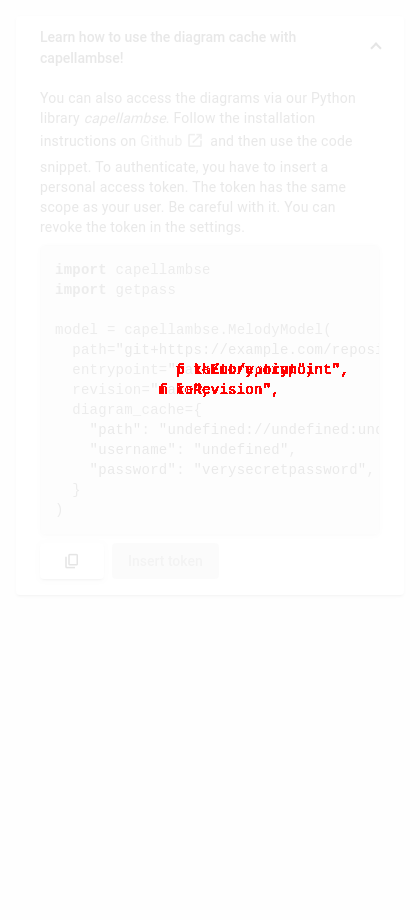 Learn how to use the diagram cache with
capellambse!
You can also access the diagrams via our Python
library capellambse. Follow the installation
instructions on Github and then use the code
snippet. To authenticate, you have to insert a
personal access token. The token has the same
scope as your user. Be careful with it. You can
revoke the token in the settings.
import capellambse
import getpass
model = capellambse.MelodyModel(
path="git+https://example.com/reposi
entrypoint=
revision=
diagram_cache={
"path": "undefined://undefined:und
"username": "undefined",
"password": "verysecretpassword",
}
)
Insert token